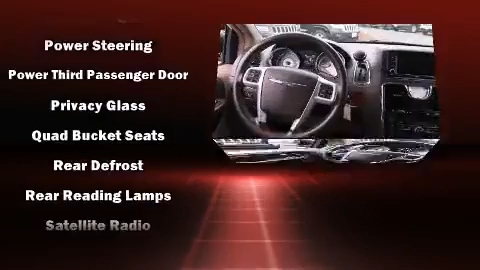 Power Steering
Power Third Passenger Door
Privacy Glass
Quad Bucket Seats
Rear Defrost
Rear Reading Lamps
Satellite Radio